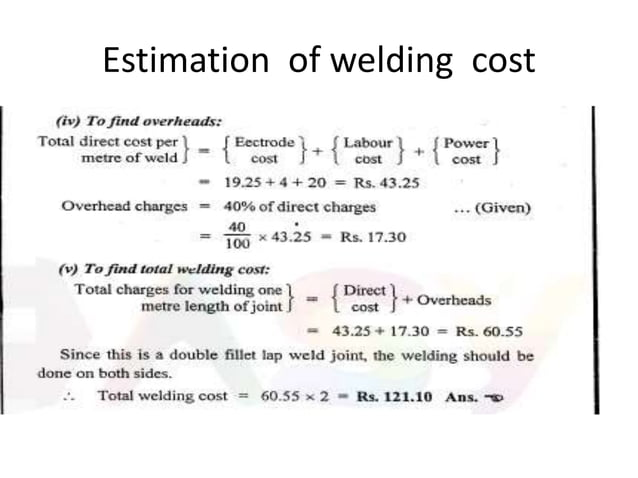 Estimation of welding cost
(iv) To find overheads:
Total direct cost per metre of weld } = { Eectrode cost } + { Labour cost } + { Power cost }
= 19.25 + 4 + 20 = Rs. 43.25
Overhead charges = 40% of direct charges ... (Given)
= 40/100 × 43.25 = Rs. 17.30
(v) To find total welding cost:
Total charges for welding one metre length of joint } = { Direct cost } + Overheads
= 43.25 + 17.30 = Rs. 60.55
Since this is a double fillet lap weld joint, the welding should be
done on both sides.
∴ Total welding cost = 60.55 × 2 = Rs. 121.10 Ans.